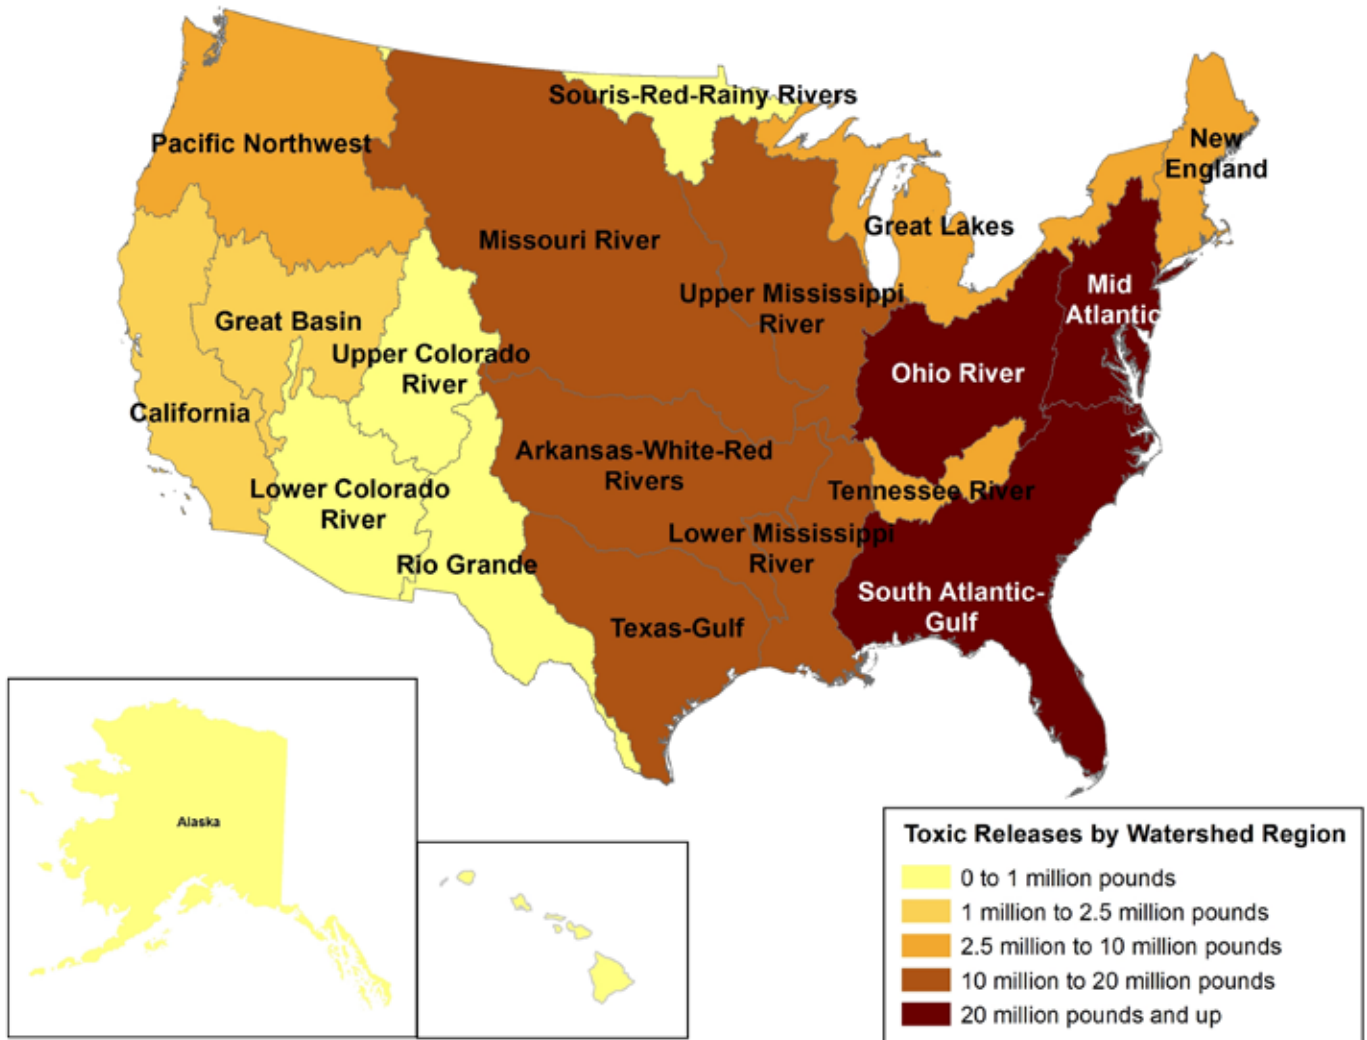 Souris-Red-Rainy Rivers
Pacific Northwest
New
England
Great Lakes
Missouri River
Mid
Atlantic
Upper Mississippi
River
Great Basin
Upper Colorado
River
Ohio River
California
Arkansas-White-Red
Rivers
Tennessee River
Lower Colorado
River
Lower Mississippi
River
Rio Grande
South Atlantic-
Gulf
Texas-Gulf
Alaska
Toxic Releases by Watershed Region
0 to 1 million pounds
1 million to 2.5 million pounds
2.5 million to 10 million pounds
10 million to 20 million pounds
20 million pounds and up